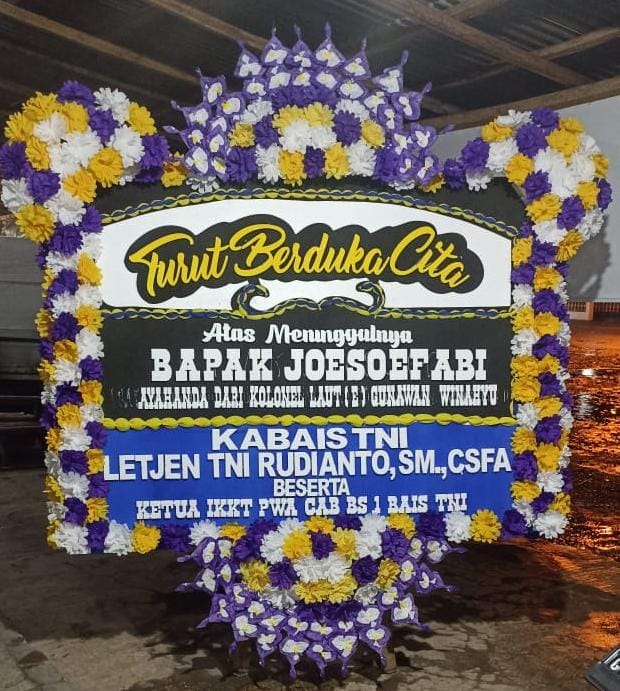 Turut Berduka Cita
Atas Meninggalnya
BAPAK JOESOEFABI
AYAHANDA DARI KOLONEL LAUT (P) GUNAWAN WINAHYU
KABAIS TNI
LETJEN TNI RUDIANTO, SM., CSFA
BESERTA
KETUA IKKT PWA CAB BS 1 BAIS TNI